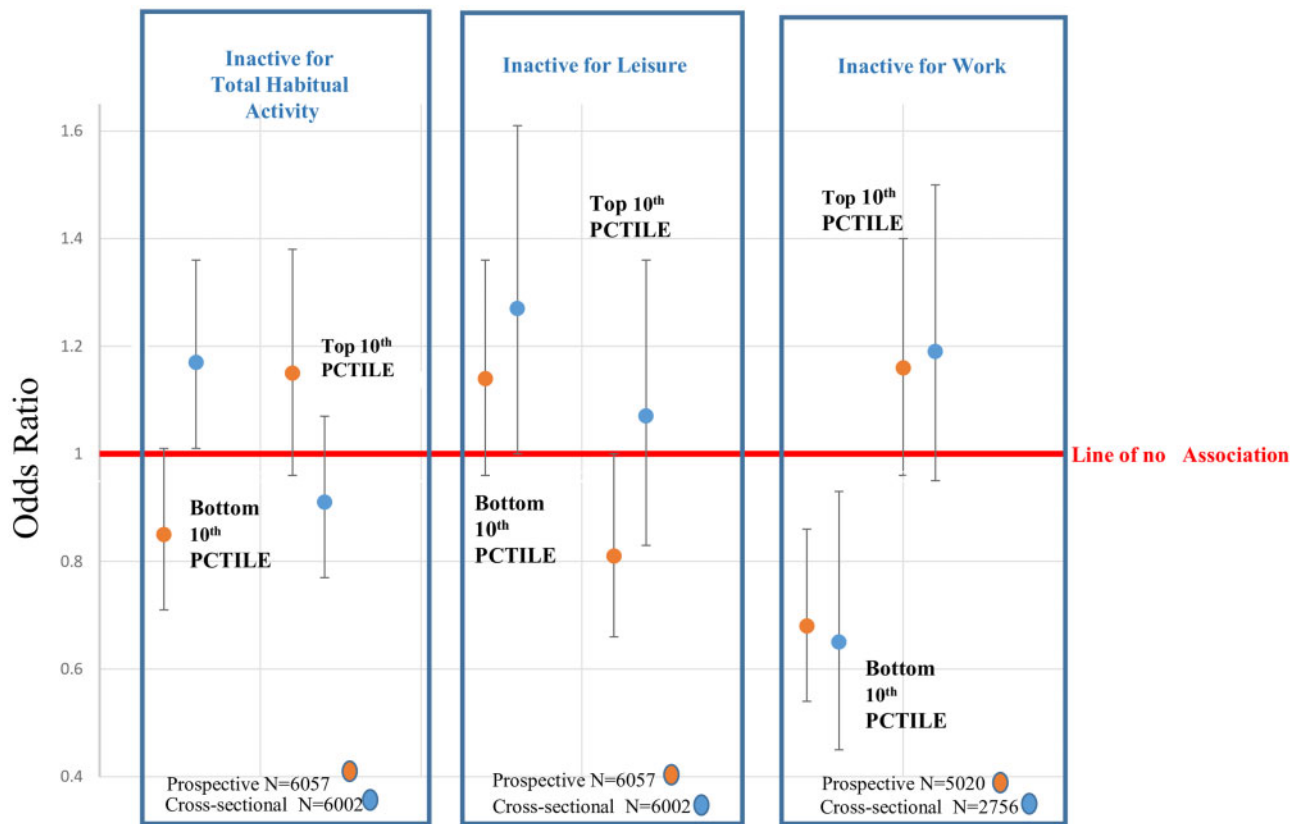 Inactive for
Total Habitual
Activity
Inactive for Leisure
Inactive for Work
Odds Ratio
1.6
1.4
1.2
1
0.8
0.6
0.4
Top 10th
PCTILE
Bottom
10th
PCTILE
Top 10th
PCTILE
Bottom
10th
PCTILE
Top 10th
PCTILE
Bottom
10th
PCTILE
Line of no Association
Prospective N=6057
Cross-sectional N=6002
Prospective N=6057
Cross-sectional N=6002
Prospective N=5020
Cross-sectional N=2756